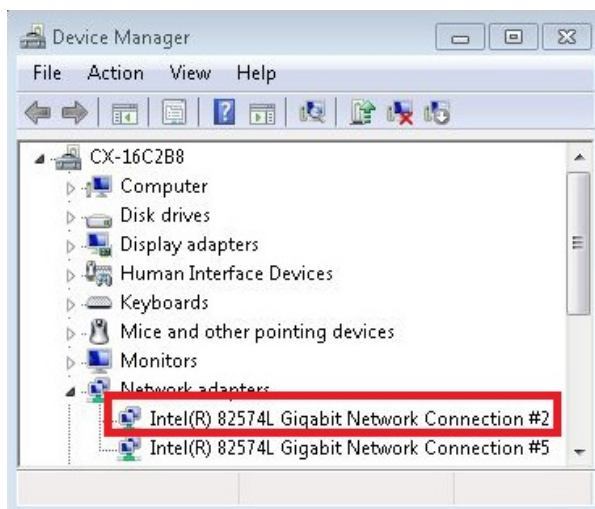 Device Manager
File Action View Help
CX-16C2B8
Computer
Disk drives
Display adapters
Human Interface Devices
Keyboards
Mice and other pointing devices
Monitors
Network adapters
Intel(R) 82574L Gigabit Network Connection #2
Intel(R) 82574L Gigabit Network Connection #5